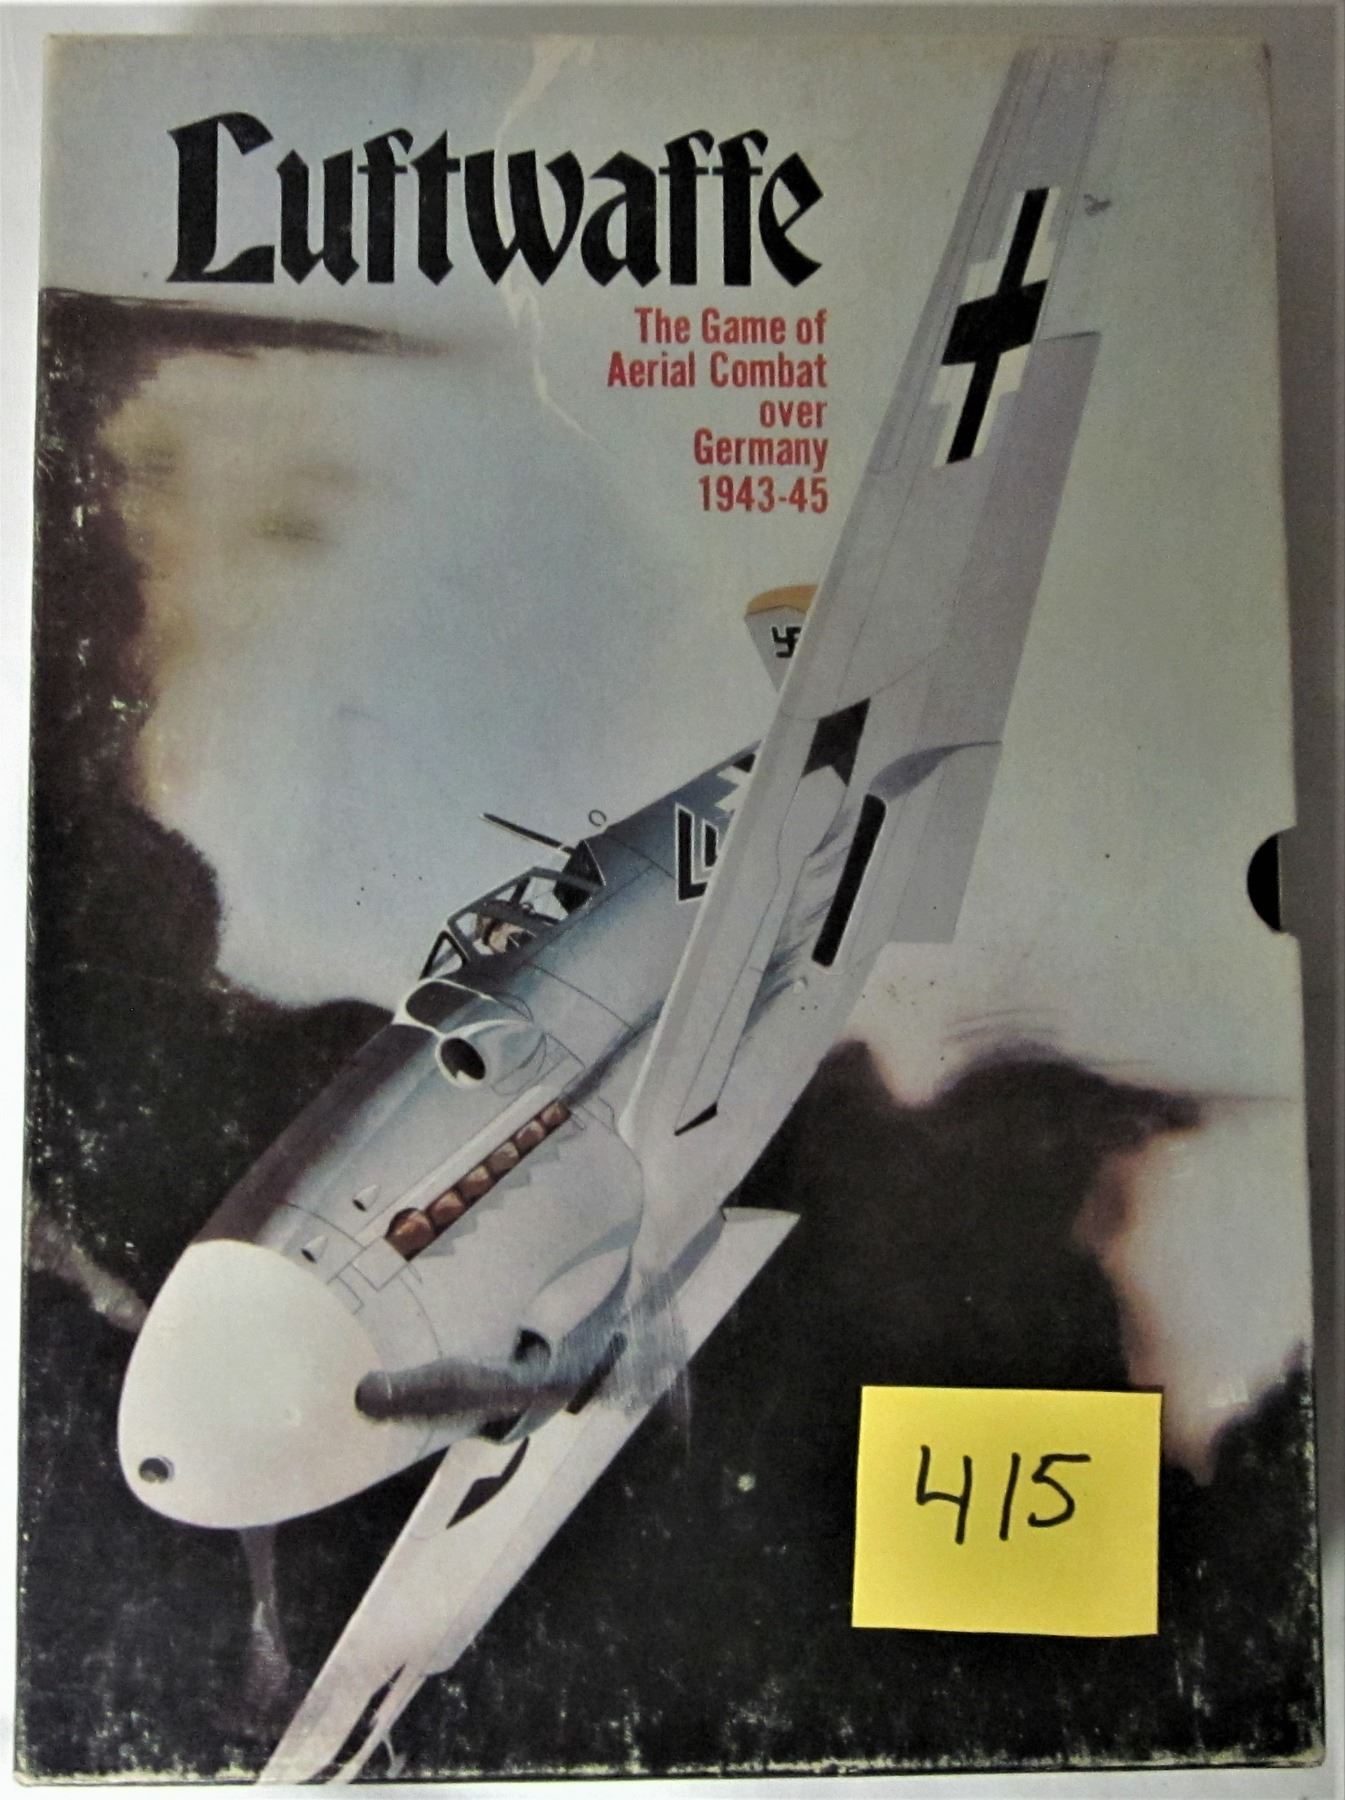 Luftwaffe
The Game of
Aerial Combat
over
Germany
1943-45
415